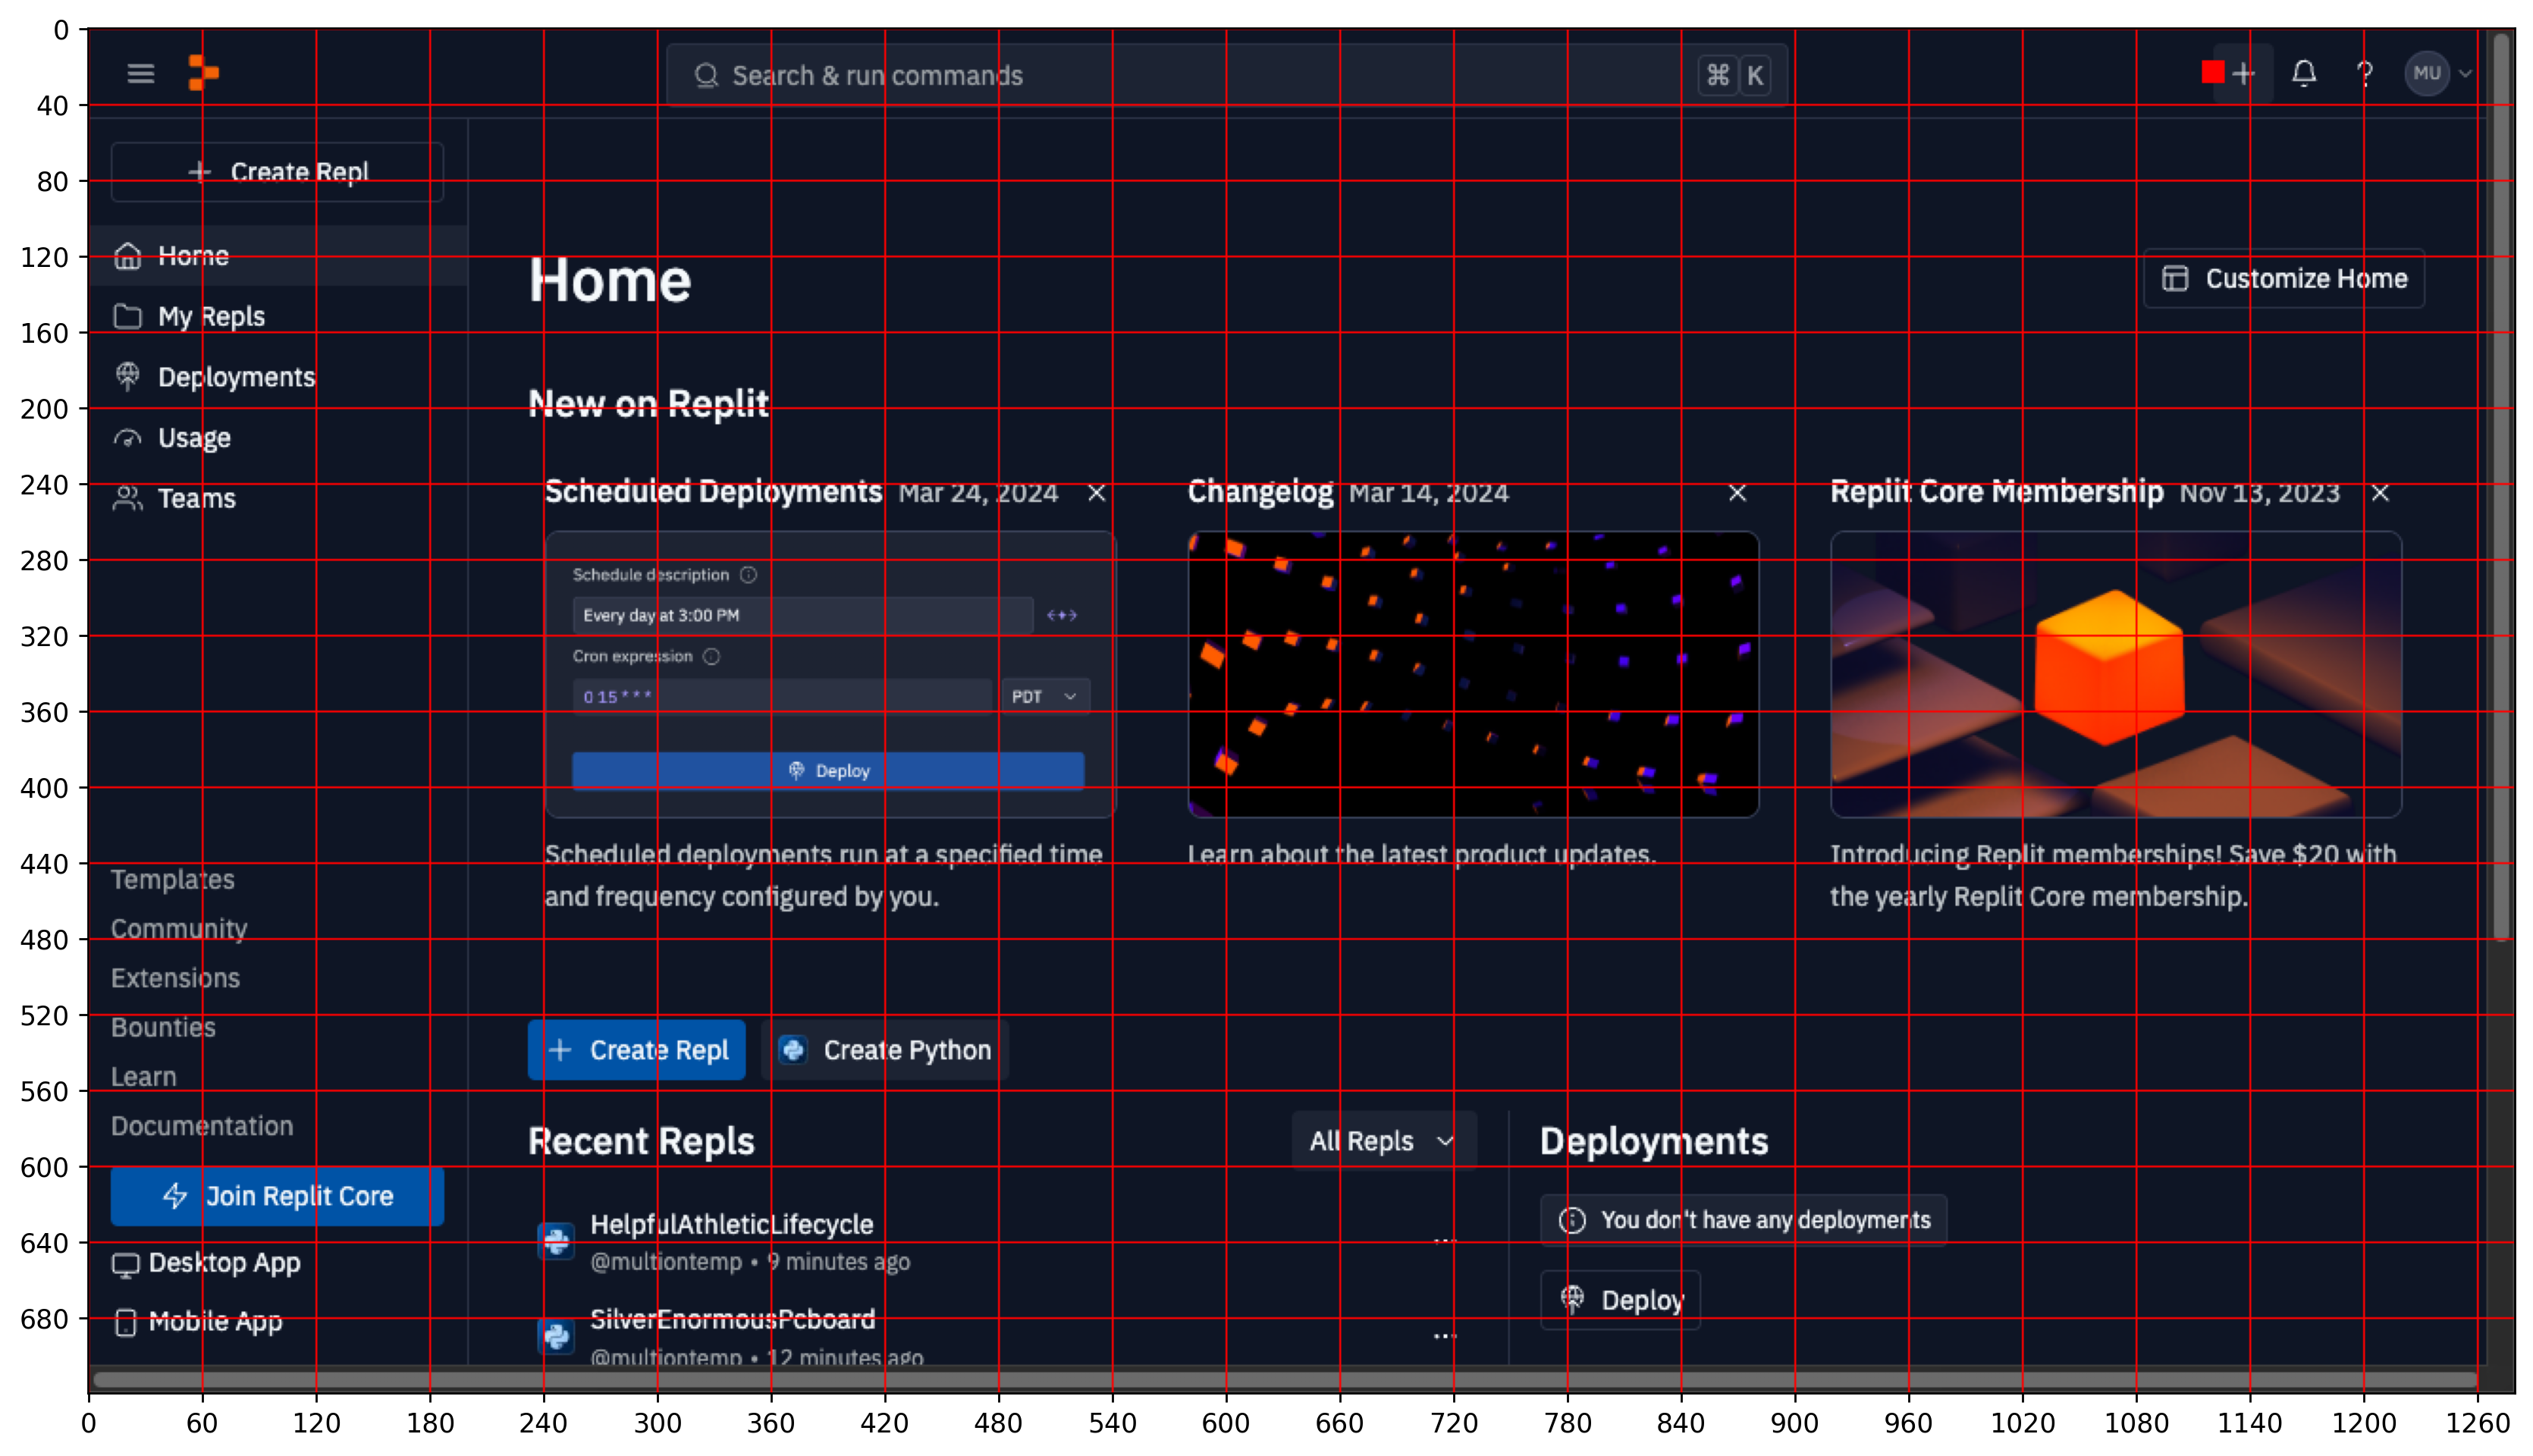 Search & run commands
⌘ K
+
?
MU
+ Create Repl
Home
My Repls
Deployments
Usage
Teams
Home
Customize Home
New on Replit
Scheduled Deployments Mar 24, 2024 ×
Changelog Mar 14, 2024 ×
Replit Core Membership Nov 13, 2023 ×
Schedule description
Every day at 3:00 PM
Cron expression
0 15 * * *
PDT
Deploy
Scheduled deployments run at a specified time
and frequency configured by you.
Learn about the latest product updates.
Introducing Replit memberships! Save $20 with
the yearly Replit Core membership.
Templates
Community
Extensions
Bounties
Learn
Documentation
Join Replit Core
Desktop App
Mobile App
+ Create Repl
Create Python
Recent Repls
All Repls
HelpfulAthleticLifecycle
@multiontemp • 9 minutes ago
...
SilverEnormousPcboard
@multiontemp • 12 minutes ago
...
Deployments
You don't have any deployments
Deploy
0
40
80
120
160
200
240
280
320
360
400
440
480
520
560
600
640
680
0 60 120 180 240 300 360 420 480 540 600 660 720 780 840 900 960 1020 1080 1140 1200 1260